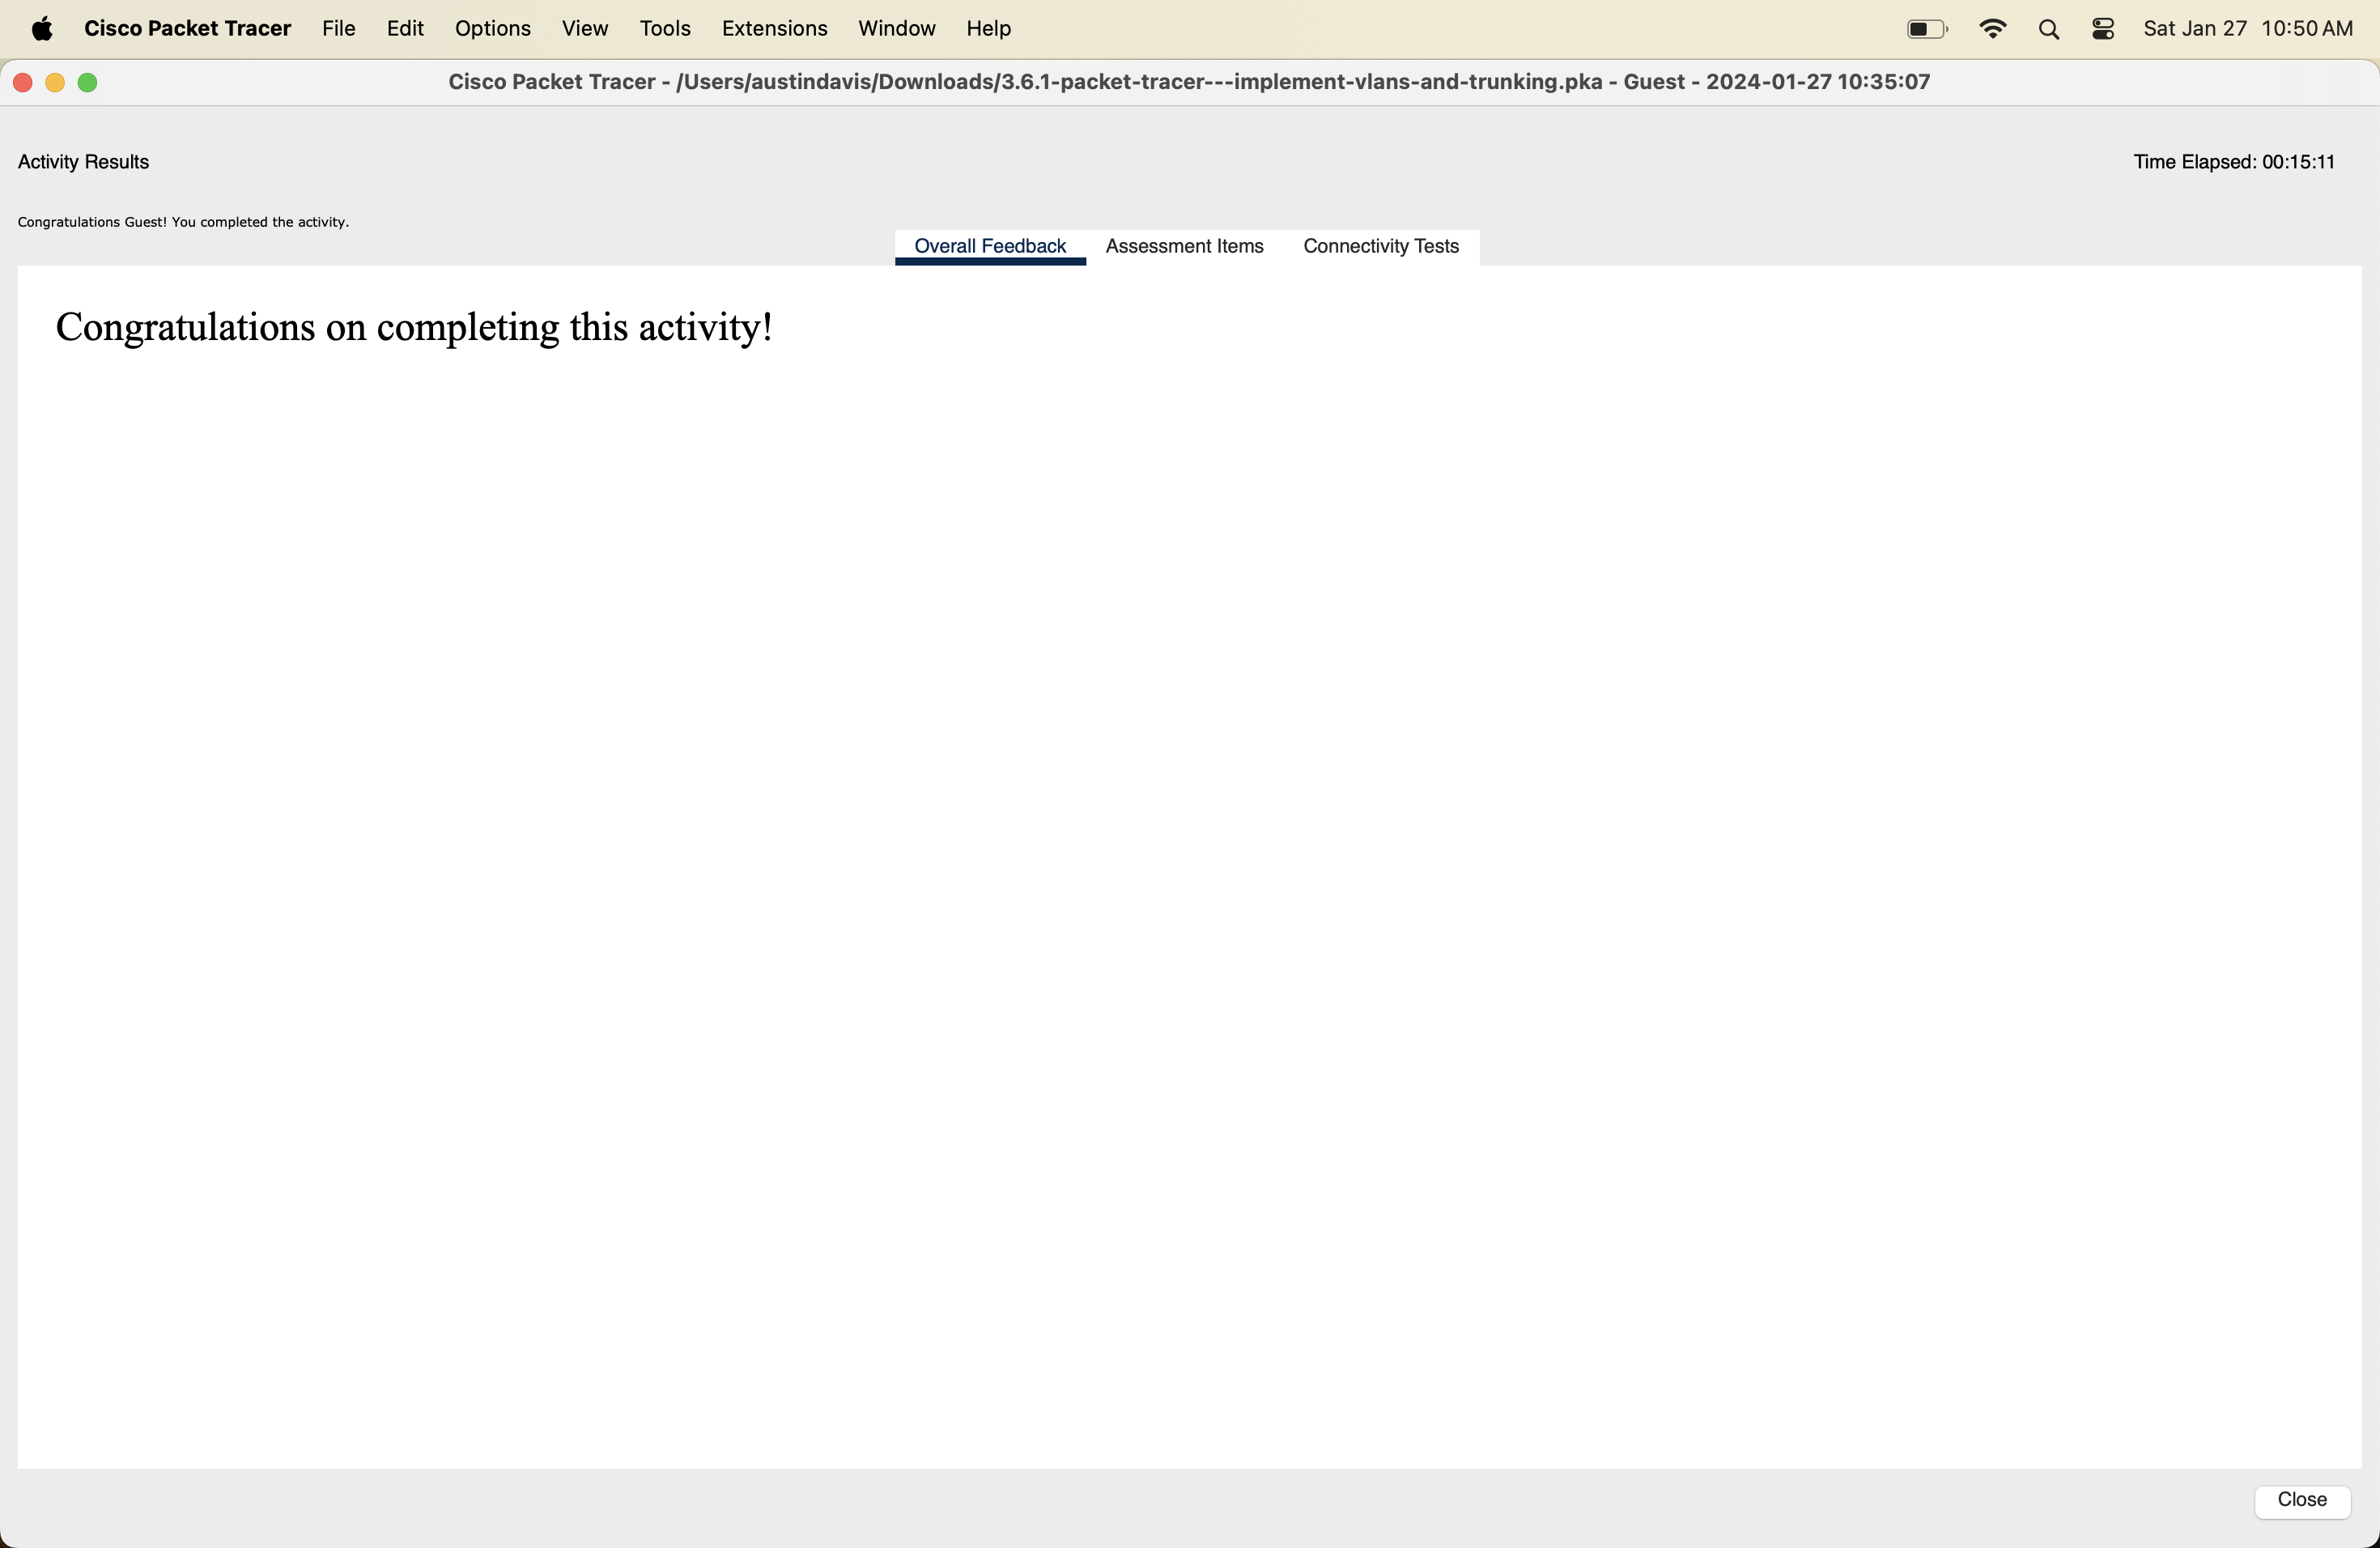 Cisco Packet Tracer File Edit Options View Tools Extensions Window Help Sat Jan 27 10:50 AM
Cisco Packet Tracer - /Users/austindavis/Downloads/3.6.1-packet-tracer---implement-vlans-and-trunking.pka - Guest - 2024-01-27 10:35:07
Activity Results Time Elapsed: 00:15:11
Congratulations Guest! You completed the activity.
Overall Feedback Assessment Items Connectivity Tests
Congratulations on completing this activity!
Close